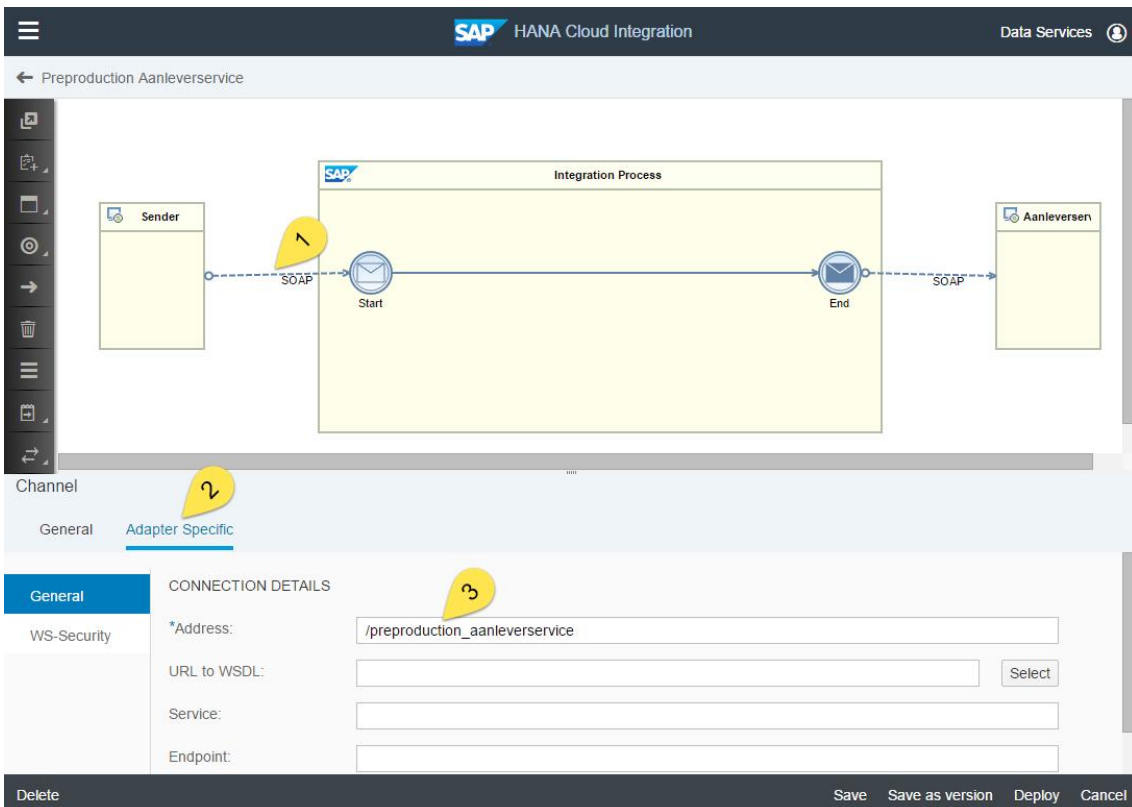 SAP HANA Cloud Integration
Data Services
Preproduction Aanleverservice
SAP
Integration Process
Sender
Aanleverserv
1
SOAP
SOAP
Start
End
Channel
2
General
Adapter Specific
General
WS-Security
CONNECTION DETAILS
3
*Address:
/preproduction_aanleverservice
URL to WSDL:
Select
Service:
Endpoint:
Delete
Save
Save as version
Deploy
Cancel